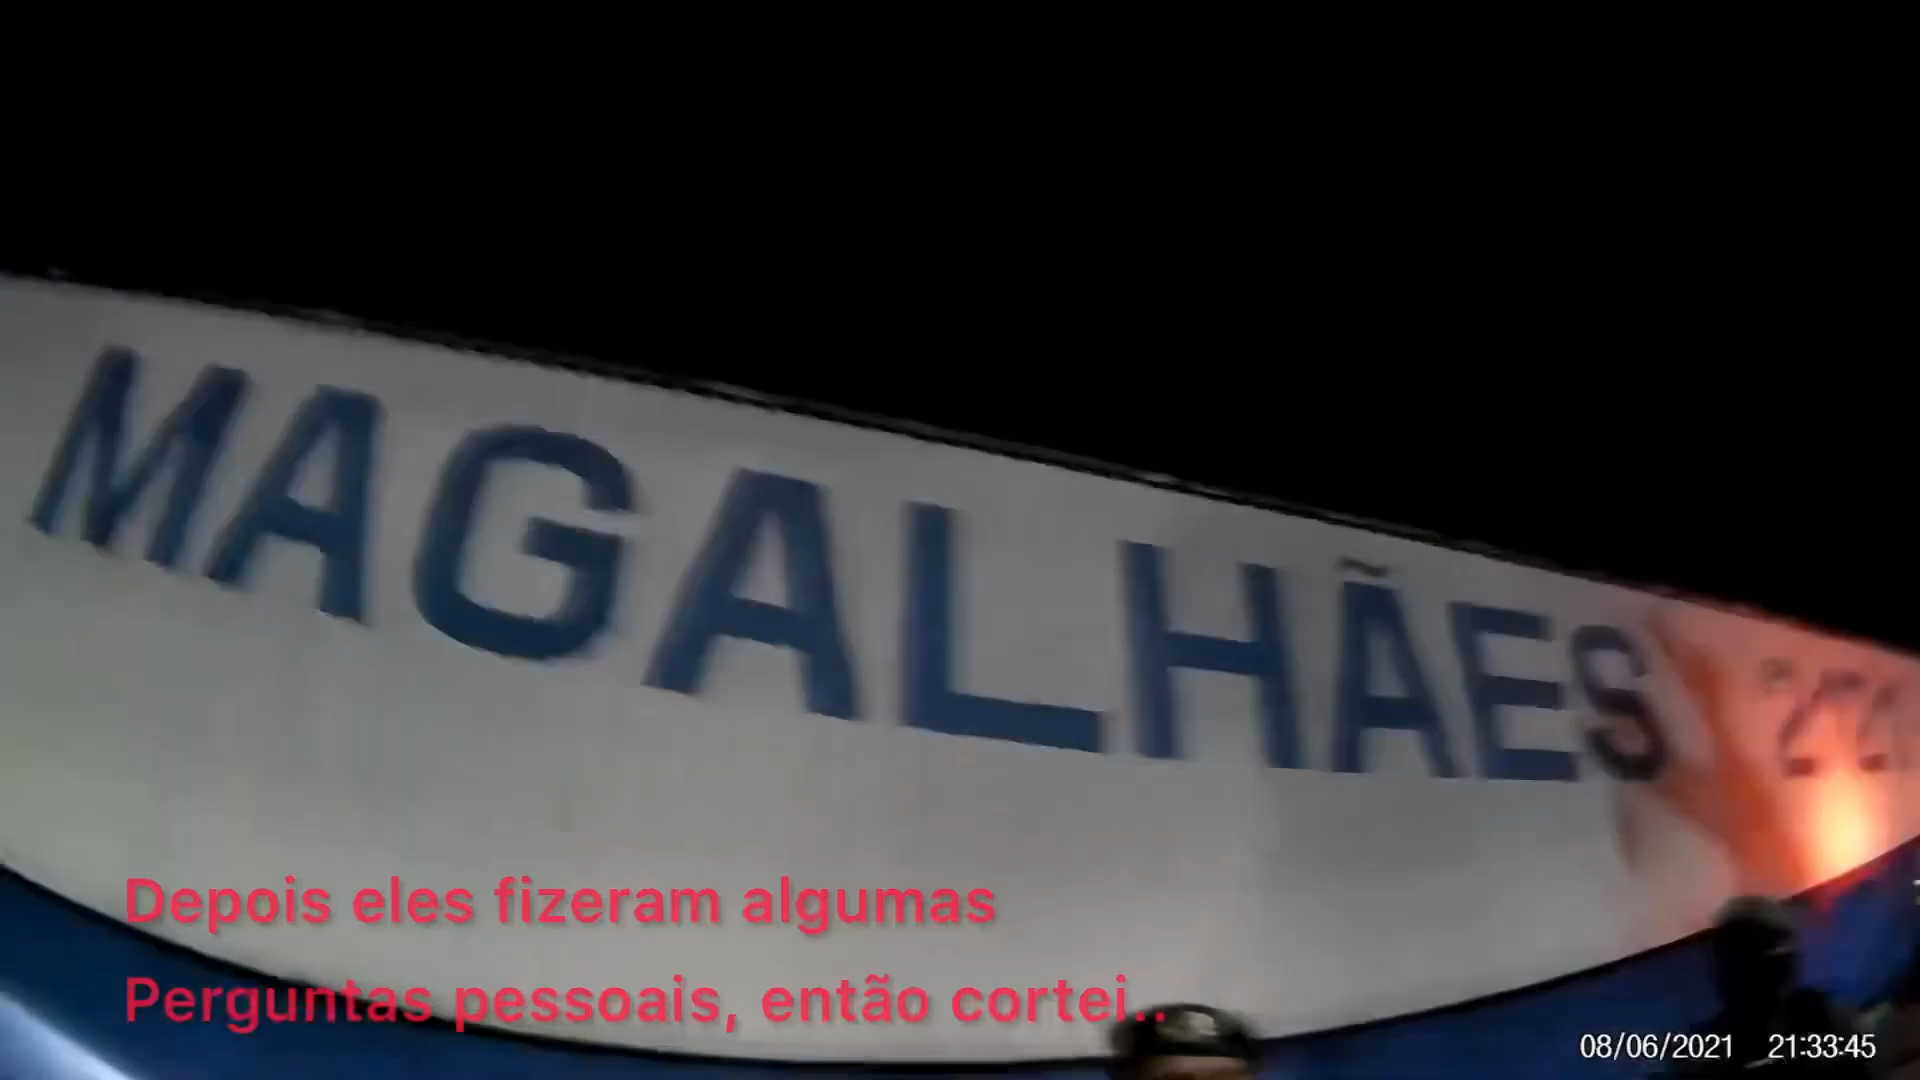 MAGALHÃES
Depois eles fizeram algumas
Perguntas pessoais, então cortei..
08/06/2021 21:33:45